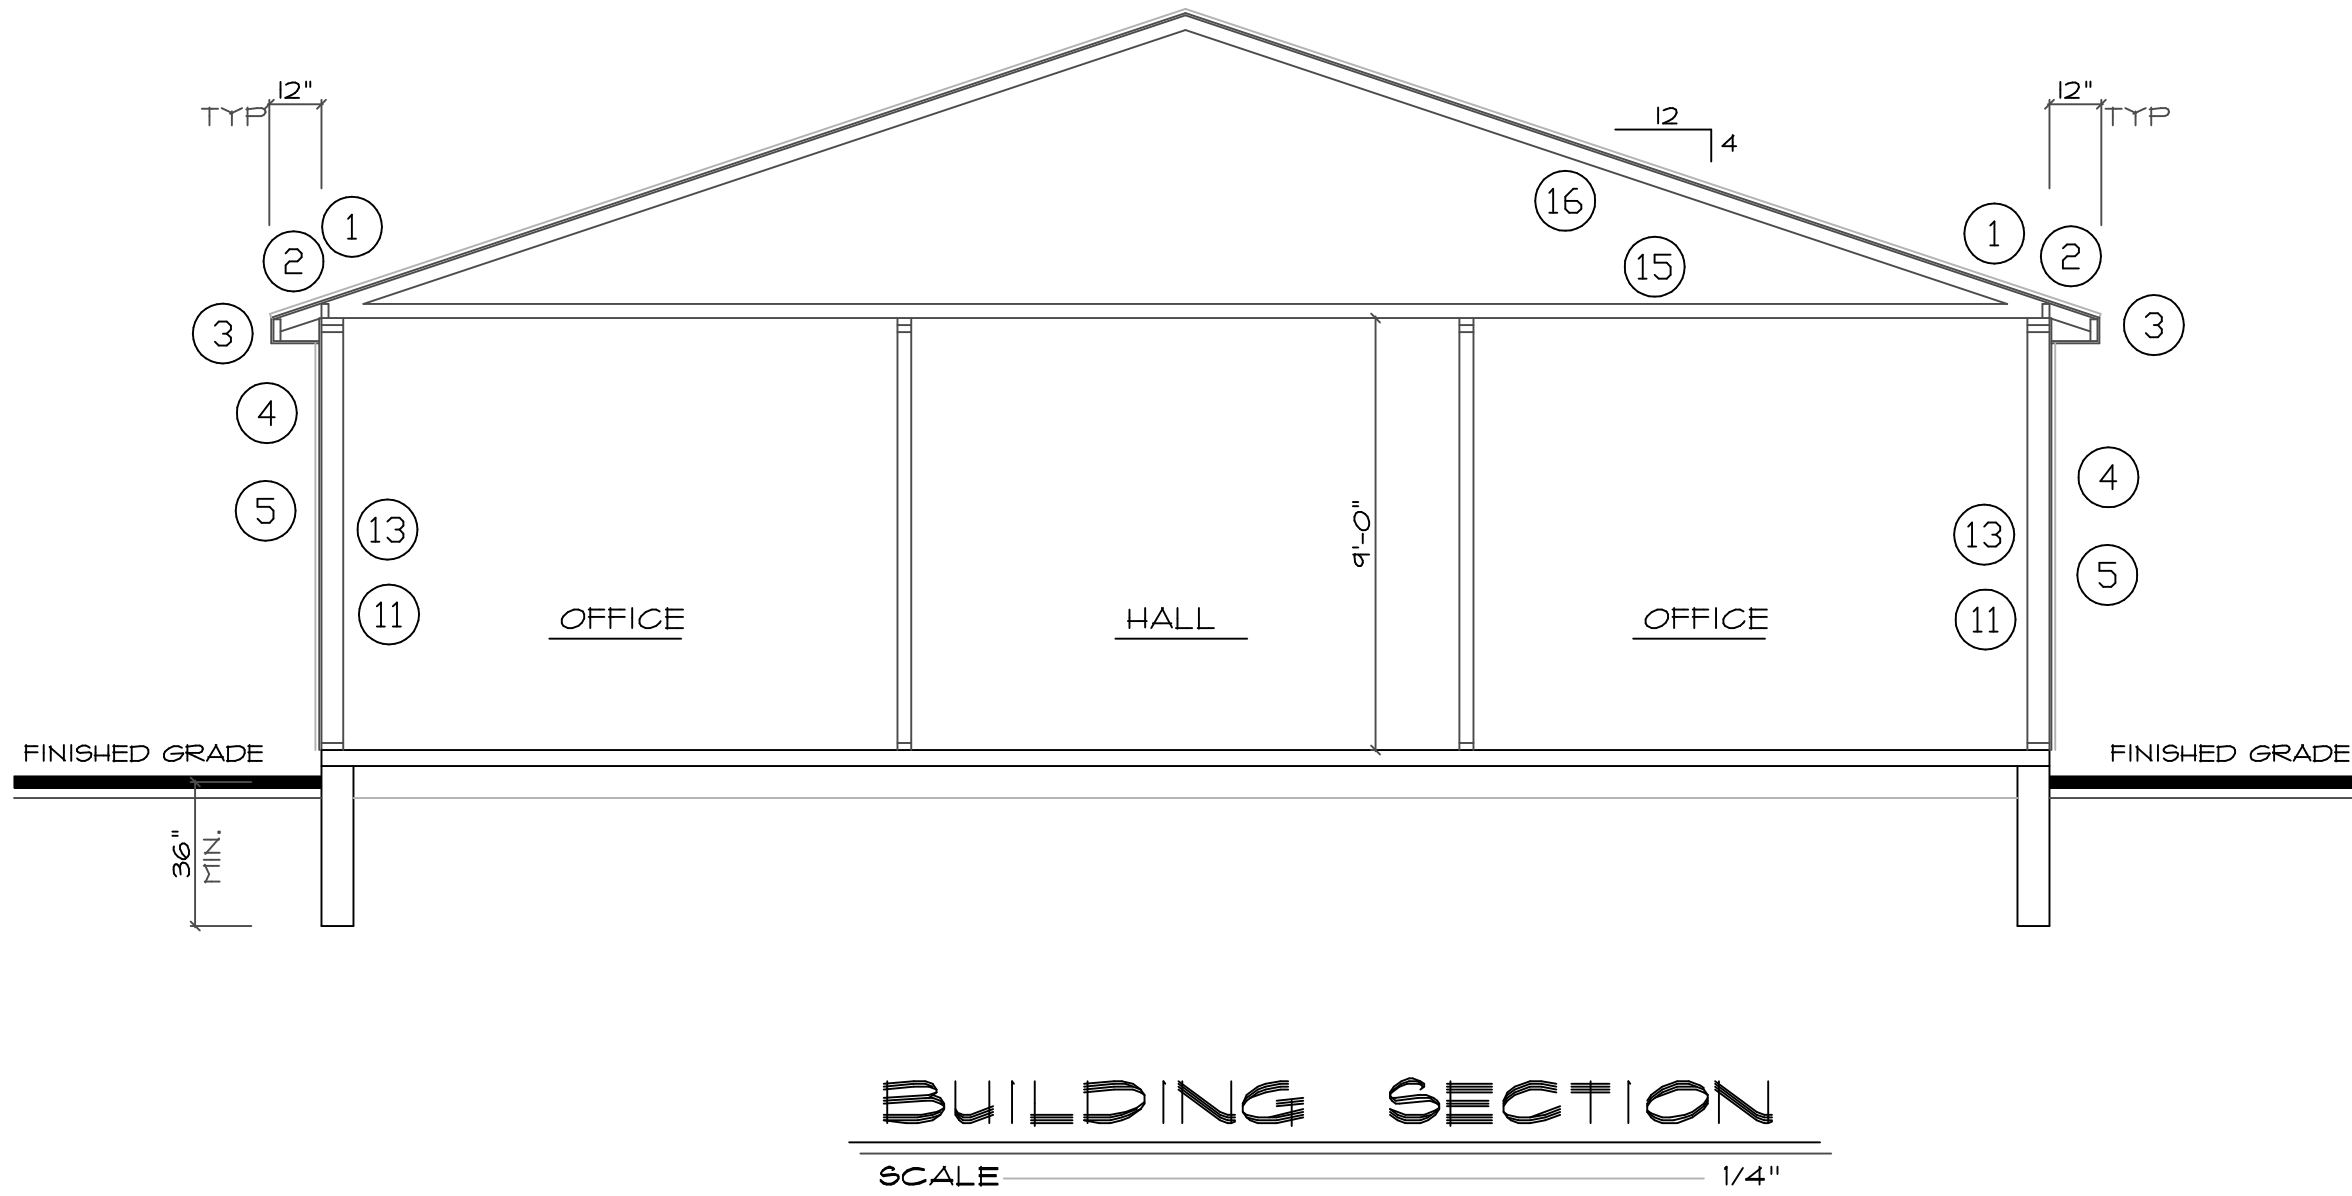 12" 12"
TYP TYP
12
4
16
1 1
2 2
15
3 3
4
4
5
9'-0"
13 13
5
11 11
OFFICE HALL OFFICE
FINISHED GRADE FINISHED GRADE
36"
MIN.
BUILDING SECTION
SCALE 1/4"